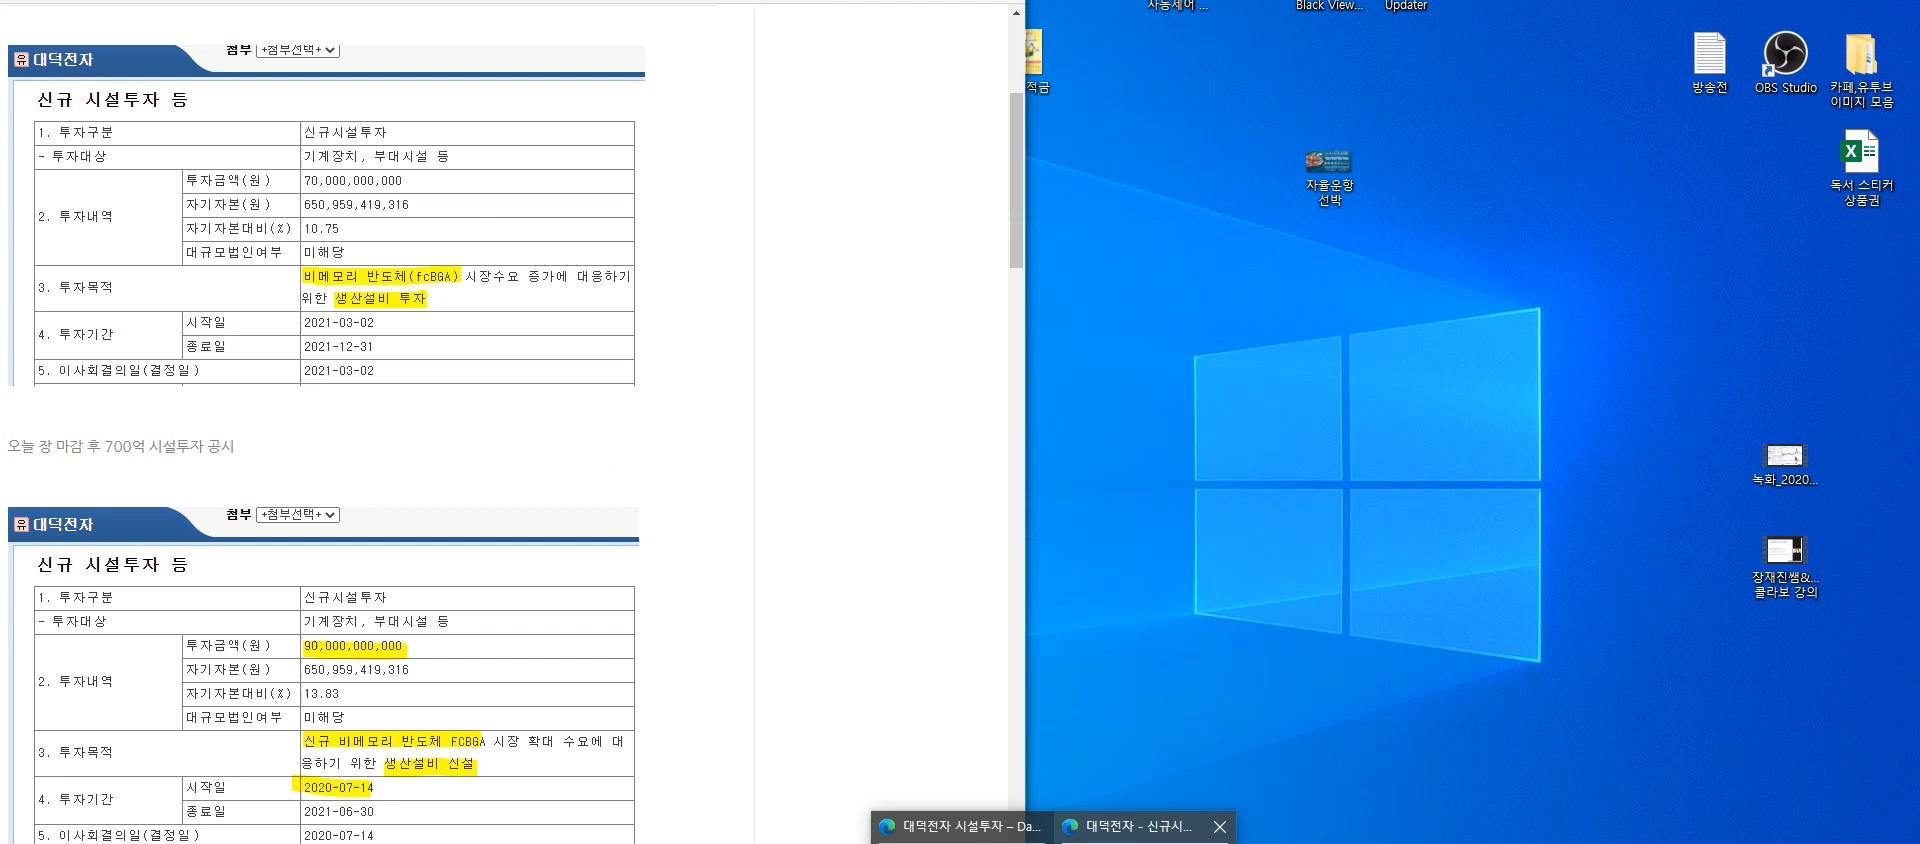 첨부 +첨부선택+
유 대덕전자
신규 시설투자 등
1. 투자구분 신규시설투자
- 투자대상 기계장치, 부대시설 등
2. 투자내역
투자금액(원) 70,000,000,000
자기자본(원) 650,959,419,316
자기자본대비(%) 10.75
대규모법인여부 미해당
3. 투자목적
비메모리 반도체(fcBGA) 시장수요 증가에 대응하기
위한 생산설비 투자
4. 투자기간
시작일 2021-03-02
종료일 2021-12-31
5. 이사회결의일(결정일) 2021-03-02
오늘 장 마감 후 700억 시설투자 공시
첨부 +첨부선택+
유 대덕전자
신규 시설투자 등
1. 투자구분 신규시설투자
- 투자대상 기계장치, 부대시설 등
2. 투자내역
투자금액(원) 90,000,000,000
자기자본(원) 650,959,419,316
자기자본대비(%) 13.83
대규모법인여부 미해당
3. 투자목적
신규 비메모리 반도체 FCBGA 시장 확대 수요에 대
응하기 위한 생산설비 신설
4. 투자기간
시작일 2020-07-14
종료일 2021-06-30
5. 이사회결의일(결정일) 2020-07-14
자동제어 ...
Black View...
Updater
적금
방송전
OBS Studio
카페,유투브
이미지 모음
자율운항
선박
독서 스티커
상품권
녹화_2020...
장재진쌤&...
콜라보 강의
대덕전자 시설투자 – Da...
대덕전자 - 신규시...